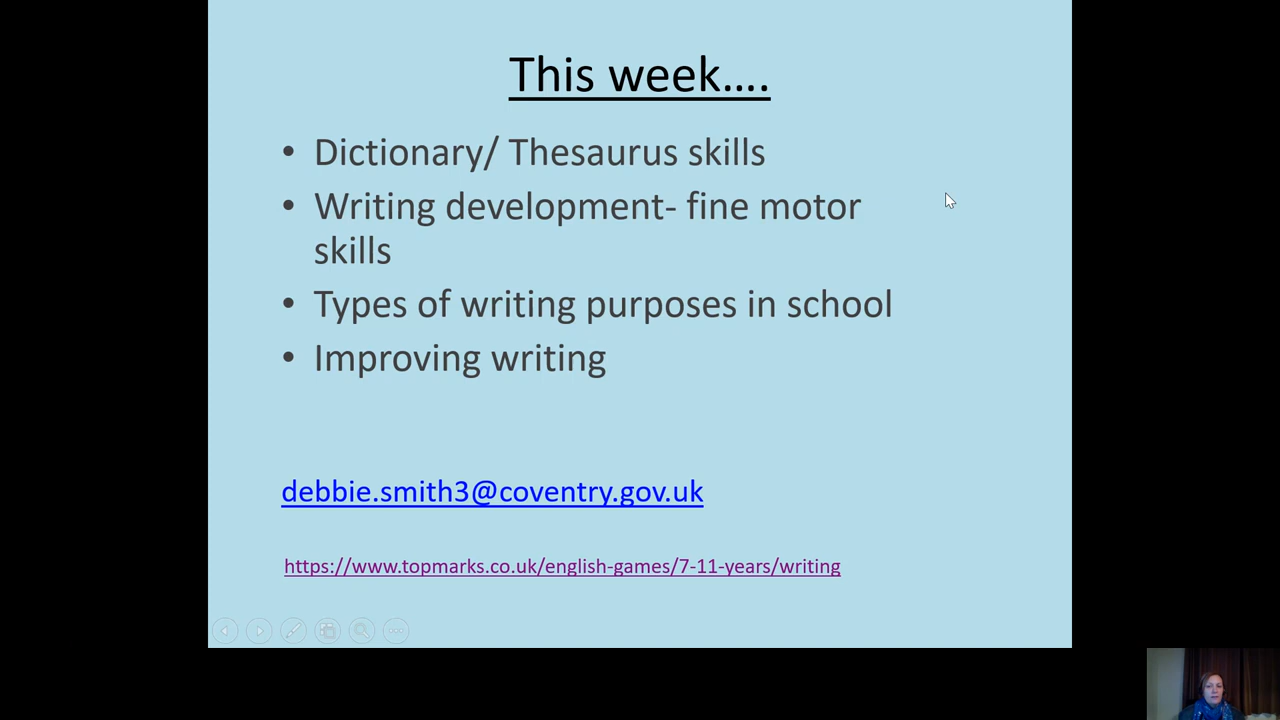 This week....
• Dictionary/ Thesaurus skills
• Writing development- fine motor
skills
• Types of writing purposes in school
• Improving writing
debbie.smith3@coventry.gov.uk
https://www.topmarks.co.uk/english-games/7-11-years/writing